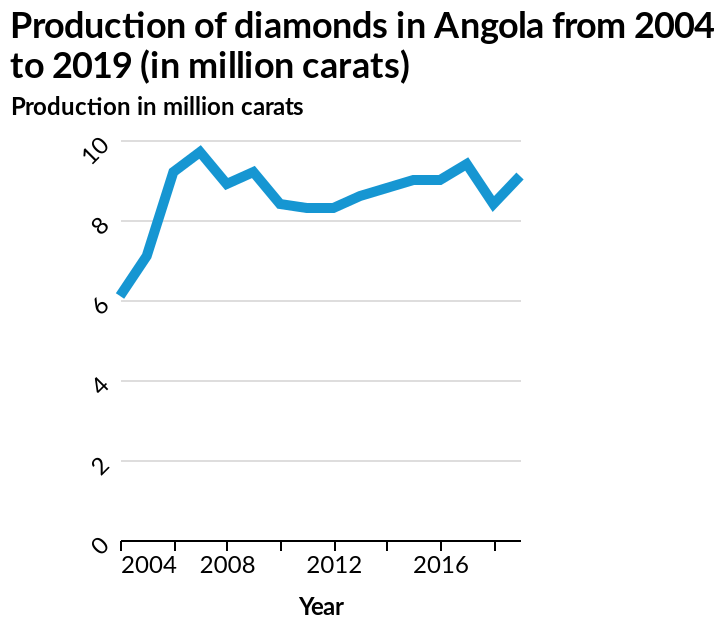 Production of diamonds in Angola from 2004
to 2019 (in million carats)
Production in million carats
10
8
6
4
2
0
2004 2008 2012 2016
Year